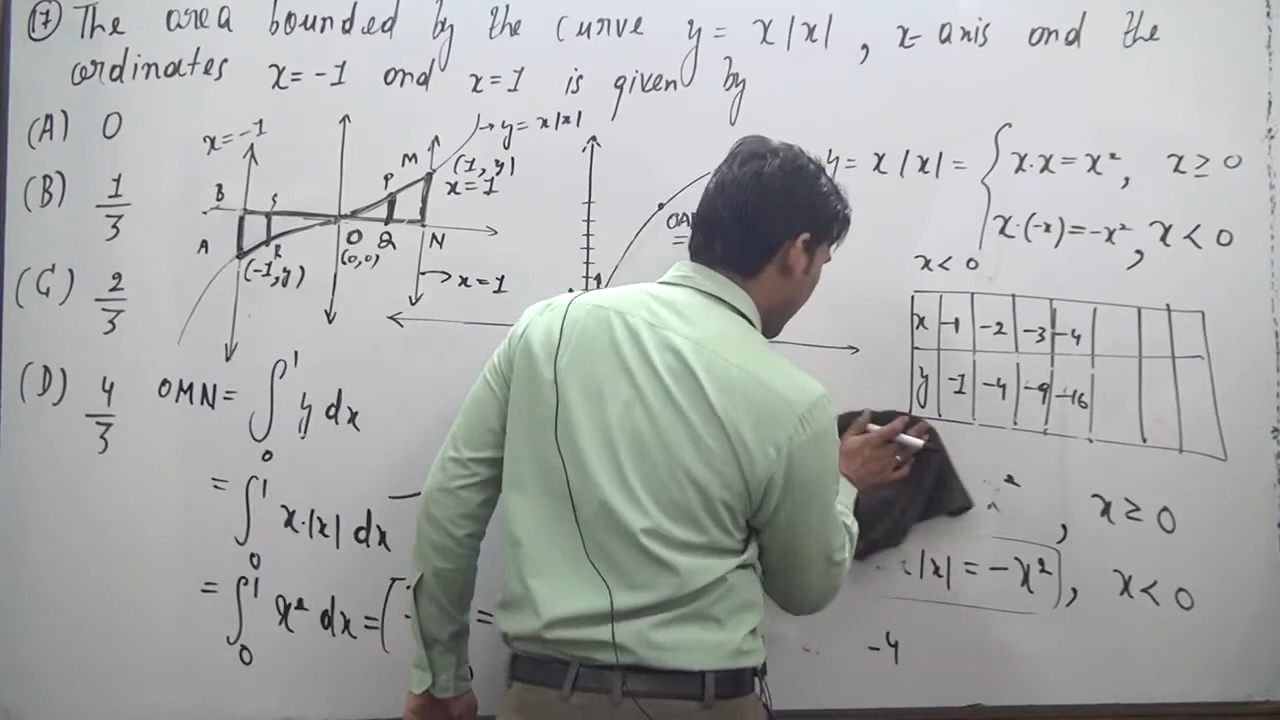 (17) The area bounded by the curve y = x|x| , x-axis and the
ordinates x = -1 and x = 1 is given by
(A) 0
(B) 1/3
(C) 2/3
(D) 4/3
x = -1
→ y = x|x|
M
(1, y)
x = 1
P
B
S
A
R
(-1, y)
O
(0,0)
Q
N
→ x = 1
OMN = ∫₀¹ y dx
= ∫₀¹ x·|x| dx
= ∫₀¹ x² dx = [
=
y = x|x| = { x·x = x², x ≥ 0
x·(-x) = -x², x < 0
x < 0
x -1 -2 -3 -4
y -1 -4 -9 -16
x² , x ≥ 0
|x| = -x² , x < 0
-4